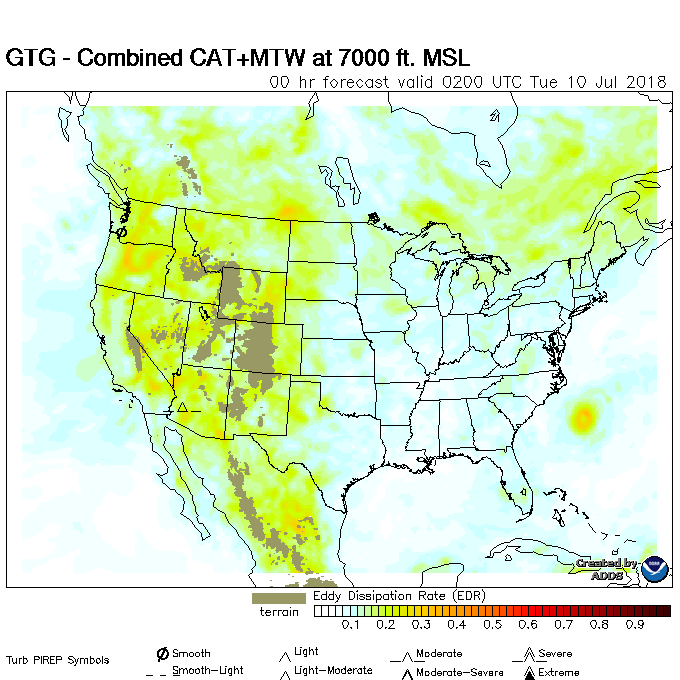 GTG - Combined CAT+MTW at 7000 ft. MSL
00 hr forecast valid 0200 UTC Tue 10 Jul 2018
Created by
ADDS
NOAA
terrain
Eddy Dissipation Rate (EDR)
0.1 0.2 0.3 0.4 0.5 0.6 0.7 0.8 0.9
Turb PIREP Symbols
Smooth
Smooth-Light
Light
Light-Moderate
Moderate
Moderate-Severe
Severe
Extreme